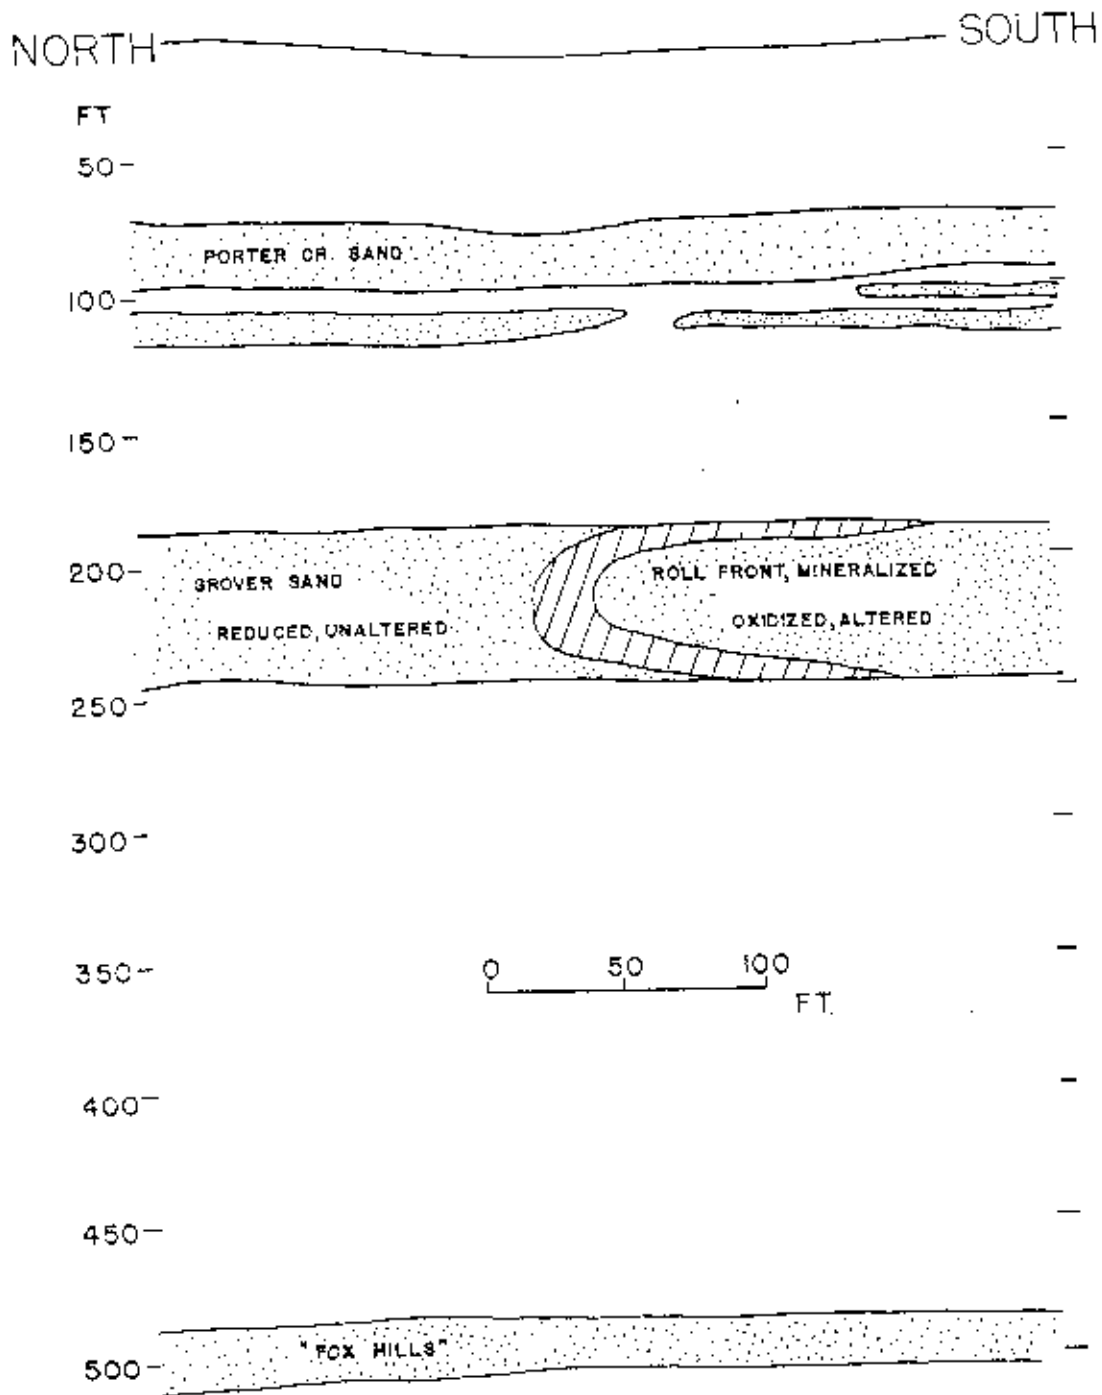 NORTH SOUTH
FT
50
PORTER CR. SAND
100
150
200
GROVER SAND
REDUCED, UNALTERED
ROLL FRONT, MINERALIZED
OXIDIZED, ALTERED
250
300
350
0 50 100
FT.
400
450
"FOX HILLS"
500